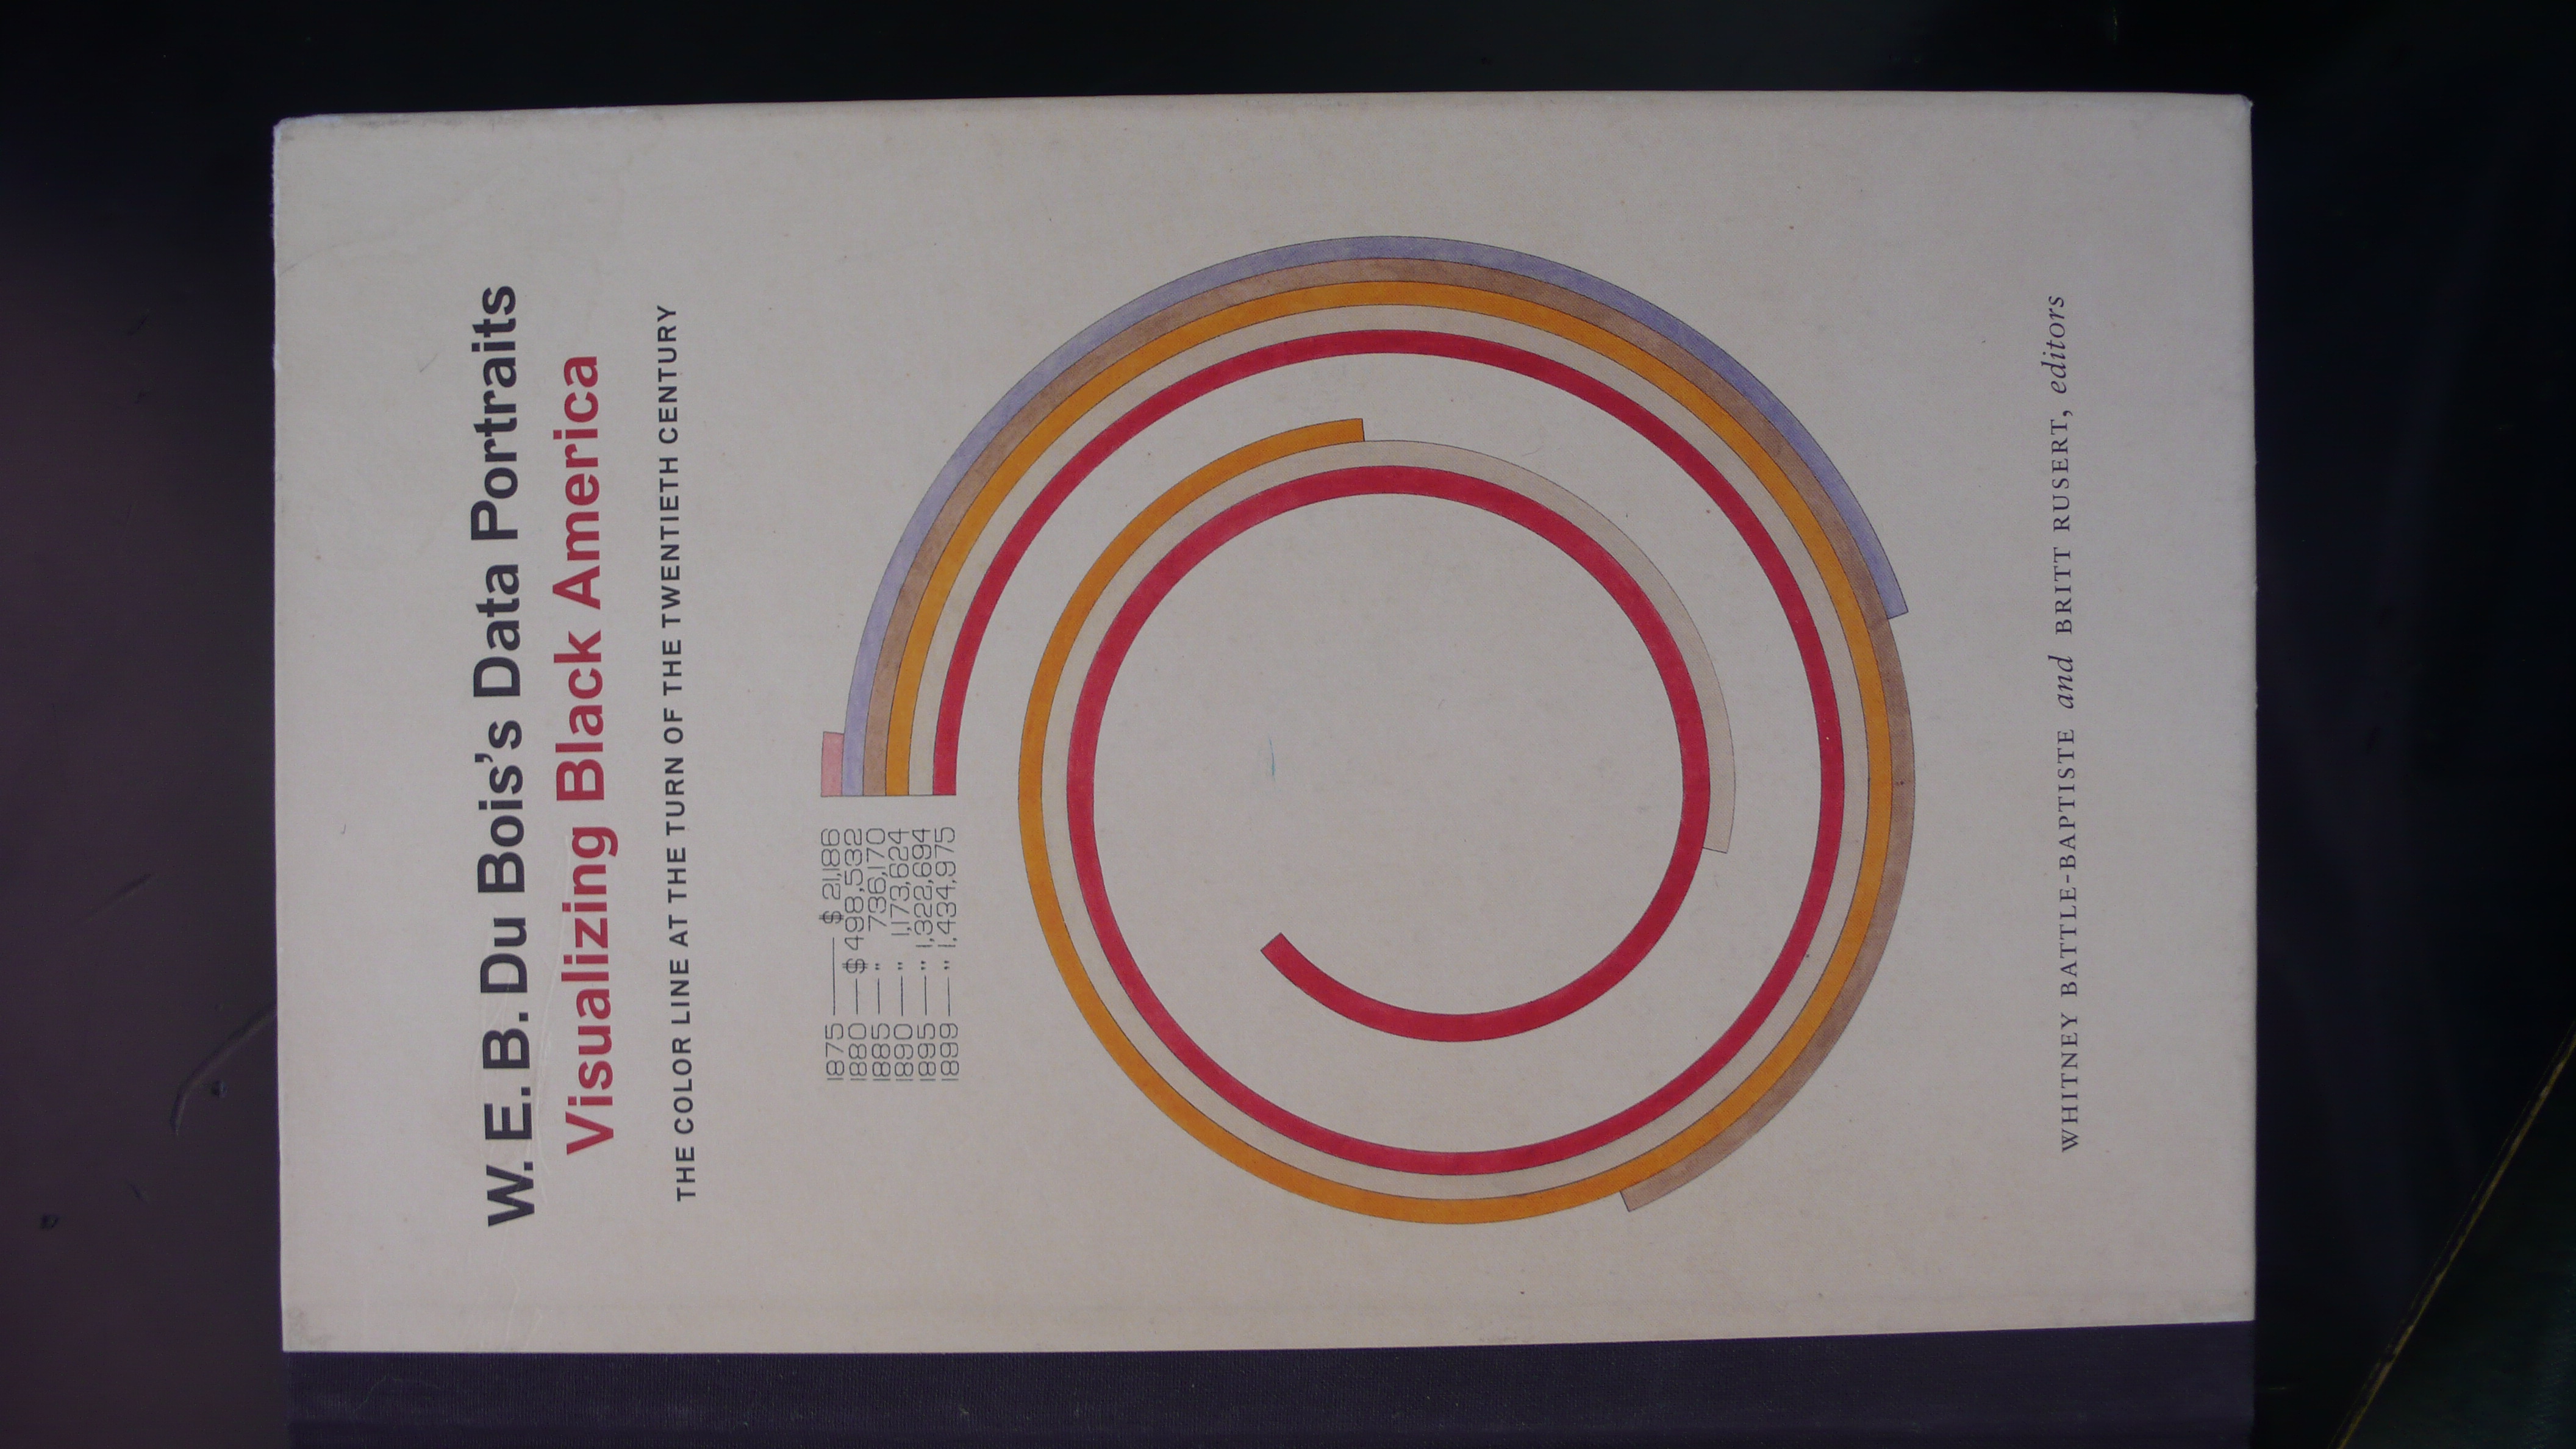 W. E. B. Du Bois's Data Portraits
Visualizing Black America
THE COLOR LINE AT THE TURN OF THE TWENTIETH CENTURY
1875 — $ 21,186
1880 — $ 498,532
1885 — " 736,170
1890 — " 1,173,624
1895 — " 1,322,694
1899 — " 1,434,975
WHITNEY BATTLE-BAPTISTE and BRITT RUSERT, editors